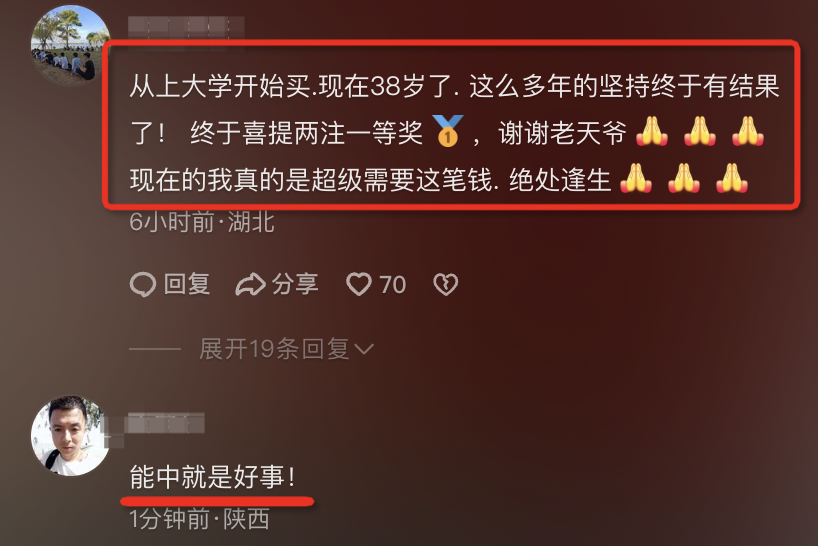 从上大学开始买.现在38岁了. 这么多年的坚持终于有结果
了！ 终于喜提两注一等奖🥇，谢谢老天爷🙏🙏🙏
现在的我真的是超级需要这笔钱. 绝处逢生🙏🙏🙏
6小时前·湖北
回复 分享 70
展开19条回复
能中就是好事！
1分钟前·陕西